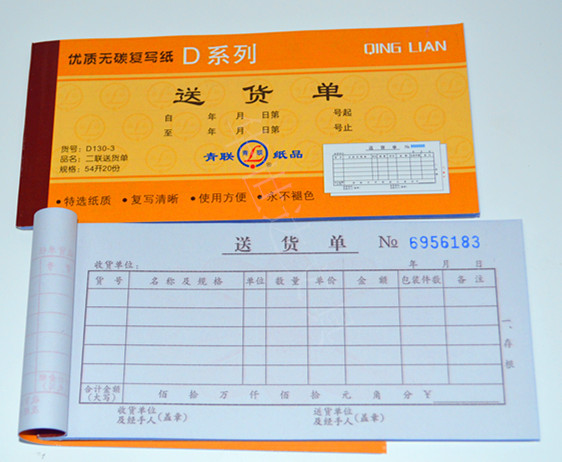 优质无碳复写纸 D系列 QING LIAN
送 货 单
自 年 月 日第 号起
至 年 月 日第 号止
货号：D130-3
品名：二联送货单
规格：54开20份
青联 青联 纸品
送 货 单
·特选纸质 ·复写清晰 ·使用方便 ·永不褪色
送 货 单 № 6956183
收货单位： 年 月 日
货 号 名 称 及 规 格 单位 数 量 单价 金 额 包装件数 备 注
一、存根
合计金额（大写） 佰 拾 万 仟 佰 拾 元 角 分 ￥
收货单位及经手人（盖章） 送货单位及经手人（盖章）